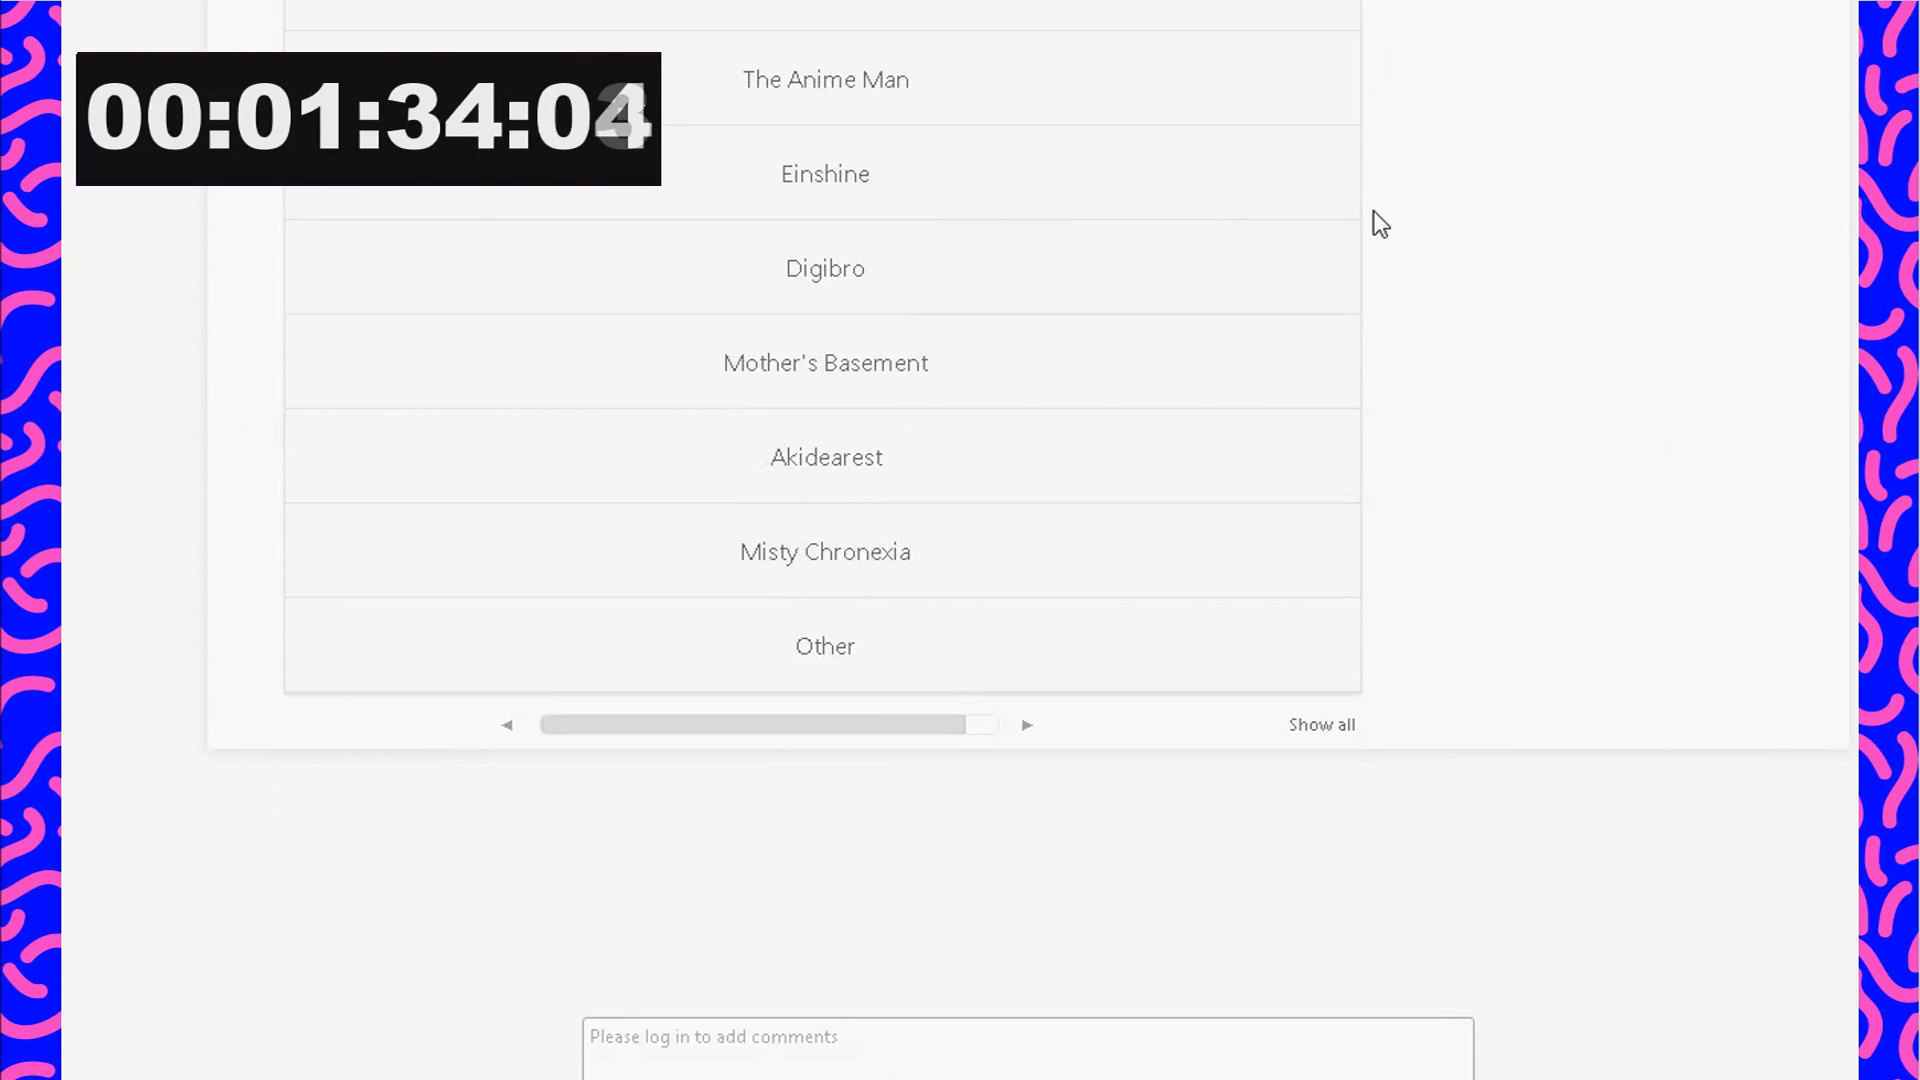 00:01:34:04
The Anime Man
Einshine
Digibro
Mother's Basement
Akidearest
Misty Chronexia
Other
Show all
Please log in to add comments